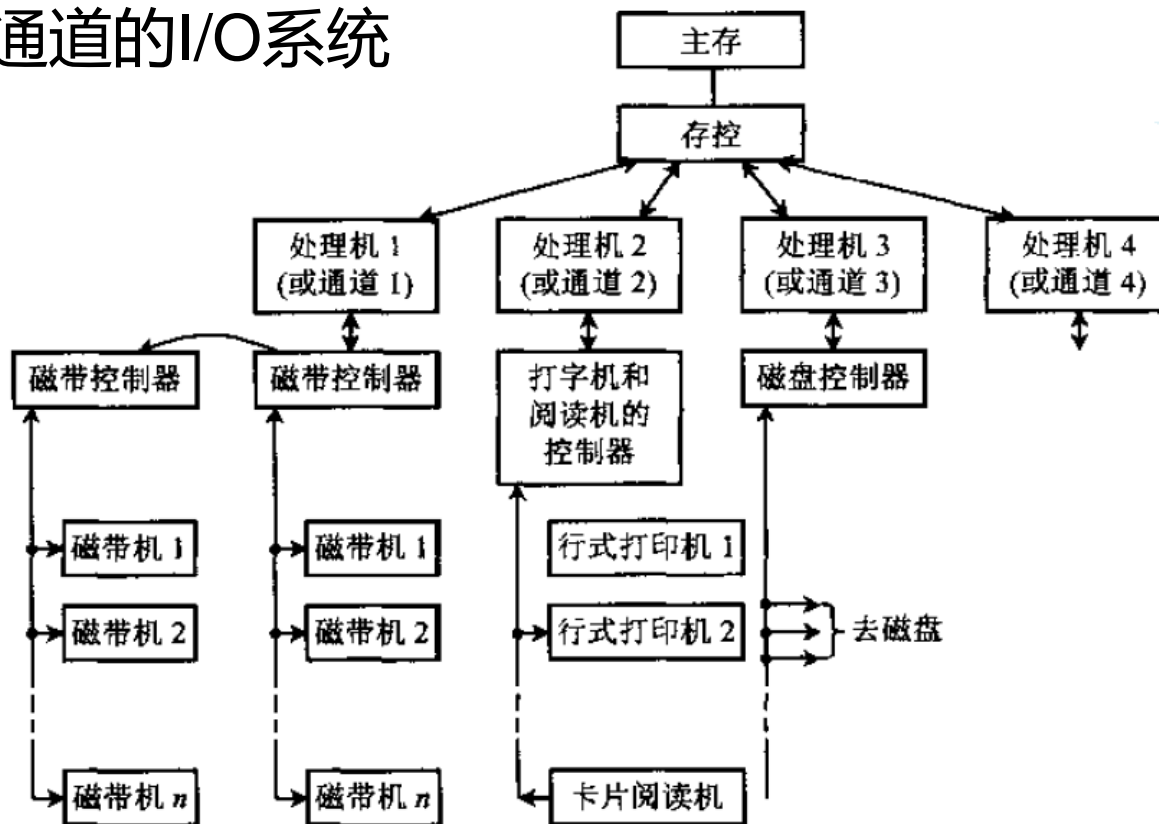 通道的I/O系统
主存
存控
处理机 1
(或通道 1)
处理机 2
(或通道 2)
处理机 3
(或通道 3)
处理机 4
(或通道 4)
磁带控制器
磁带控制器
打字机和
阅读机的
控制器
磁盘控制器
磁带机 1
磁带机 1
行式打印机 1
磁带机 2
磁带机 2
行式打印机 2
去磁盘
磁带机 n
磁带机 n
卡片阅读机